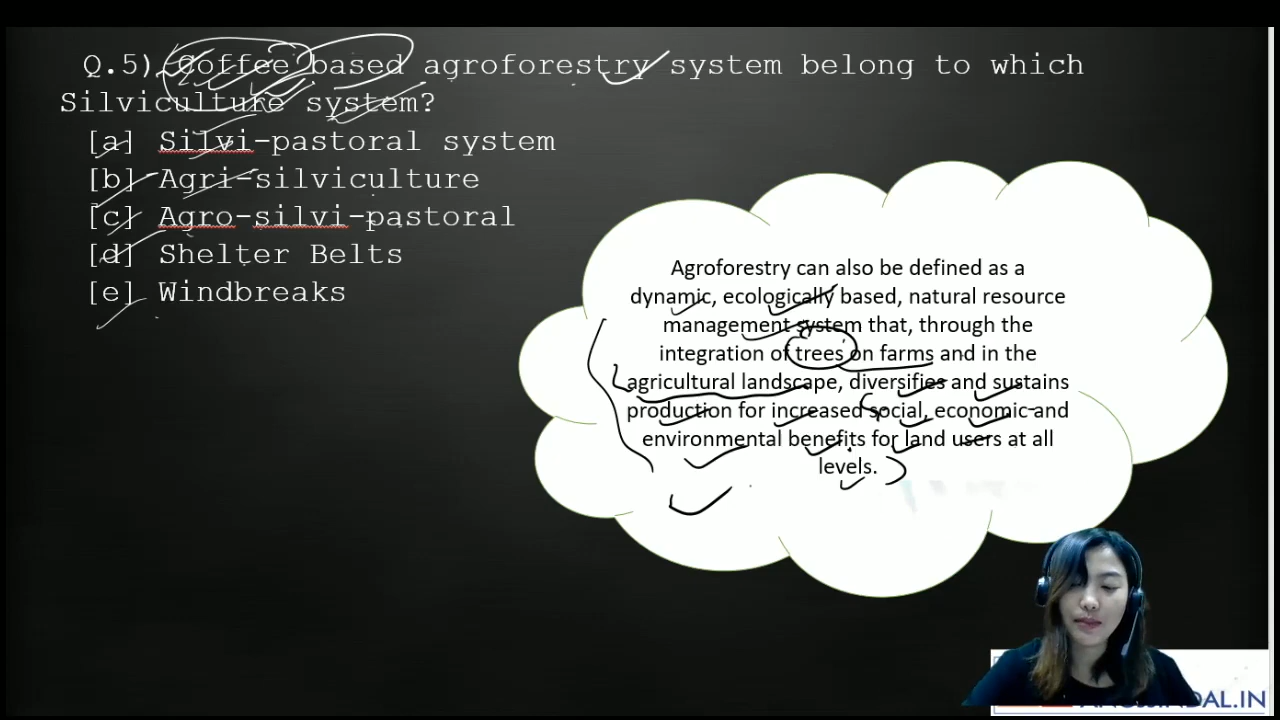 Q.5) Coffee based agroforestry system belong to which
Silviculture system?
[a] Silvi-pastoral system
[b] Agri-silviculture
[c] Agro-silvi-pastoral
[d] Shelter Belts
[e] Windbreaks
Agroforestry can also be defined as a
dynamic, ecologically based, natural resource
management system that, through the
integration of trees on farms and in the
agricultural landscape, diversifies and sustains
production for increased social, economic and
environmental benefits for land users at all
levels.